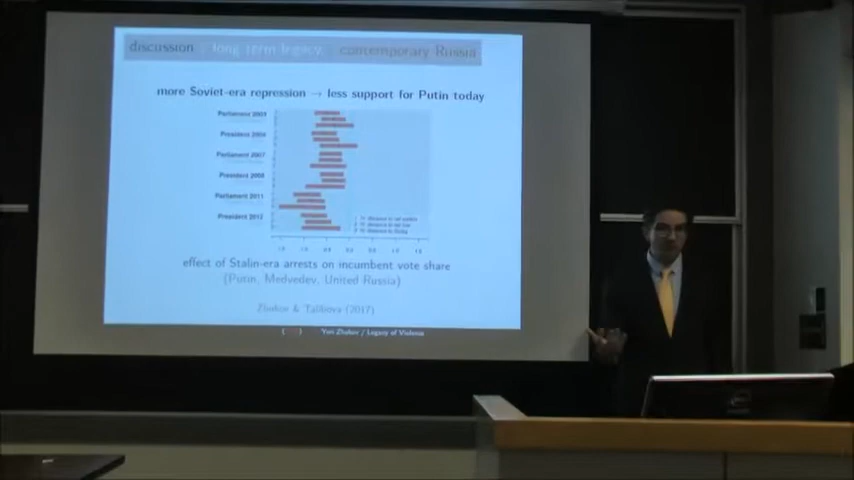 discussion long term legacy contemporary Russia
more Soviet-era repression → less support for Putin today
Parliament 2003
President 2004
Parliament 2007
President 2008
Parliament 2011
President 2012
effect of Stalin-era arrests on incumbent vote share
(Putin, Medvedev, United Russia)
Zhukov & Talibova (2017)
Yuri Zhukov / Legacy of Violence